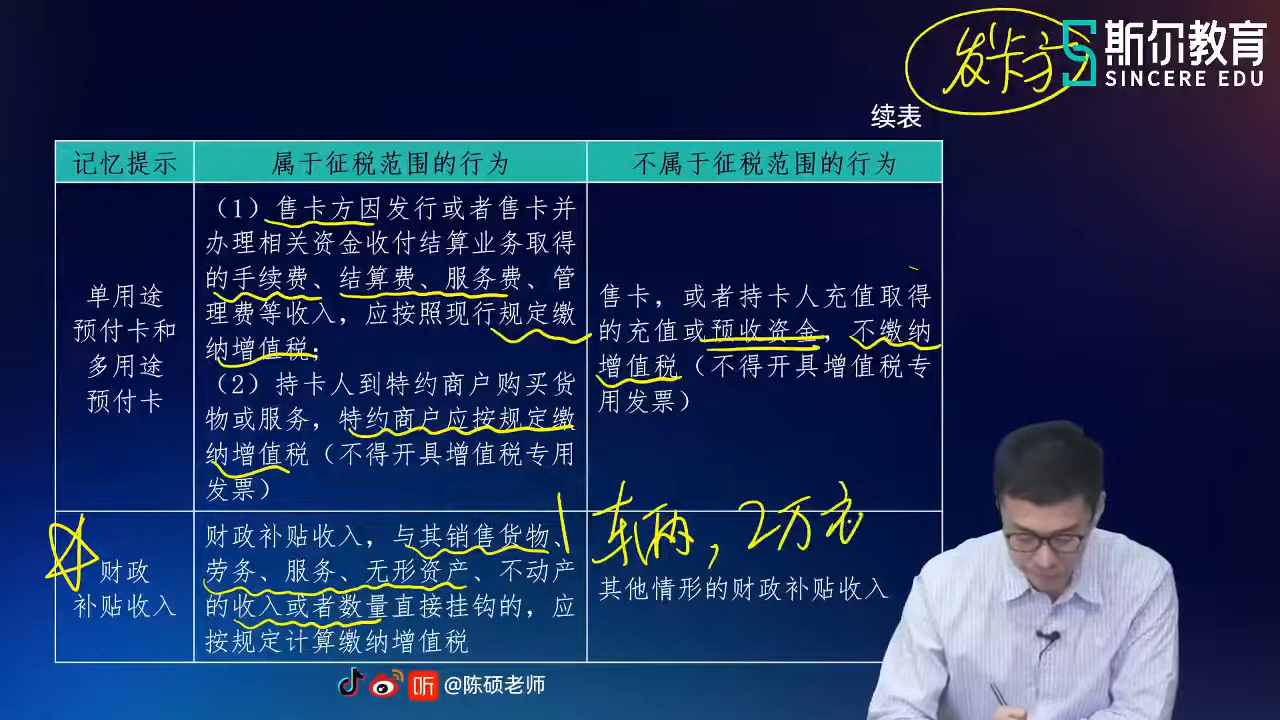 发卡方
斯尔教育
SINCERE EDU
续表
记忆提示
属于征税范围的行为
不属于征税范围的行为
单用途
预付卡和
多用途
预付卡
（1）售卡方因发行或者售卡并
办理相关资金收付结算业务取得
的手续费、结算费、服务费、管
理费等收入，应按照现行规定缴
纳增值税；
（2）持卡人到特约商户购买货
物或服务，特约商户应按规定缴
纳增值税（不得开具增值税专用
发票）
售卡，或者持卡人充值取得
的充值或预收资金，不缴纳
增值税（不得开具增值税专
用发票）
财政
补贴收入
财政补贴收入，与其销售货物、
劳务、服务、无形资产、不动产
的收入或者数量直接挂钩的，应
按规定计算缴纳增值税
1车辆，2万元
其他情形的财政补贴收入
听 @陈硕老师